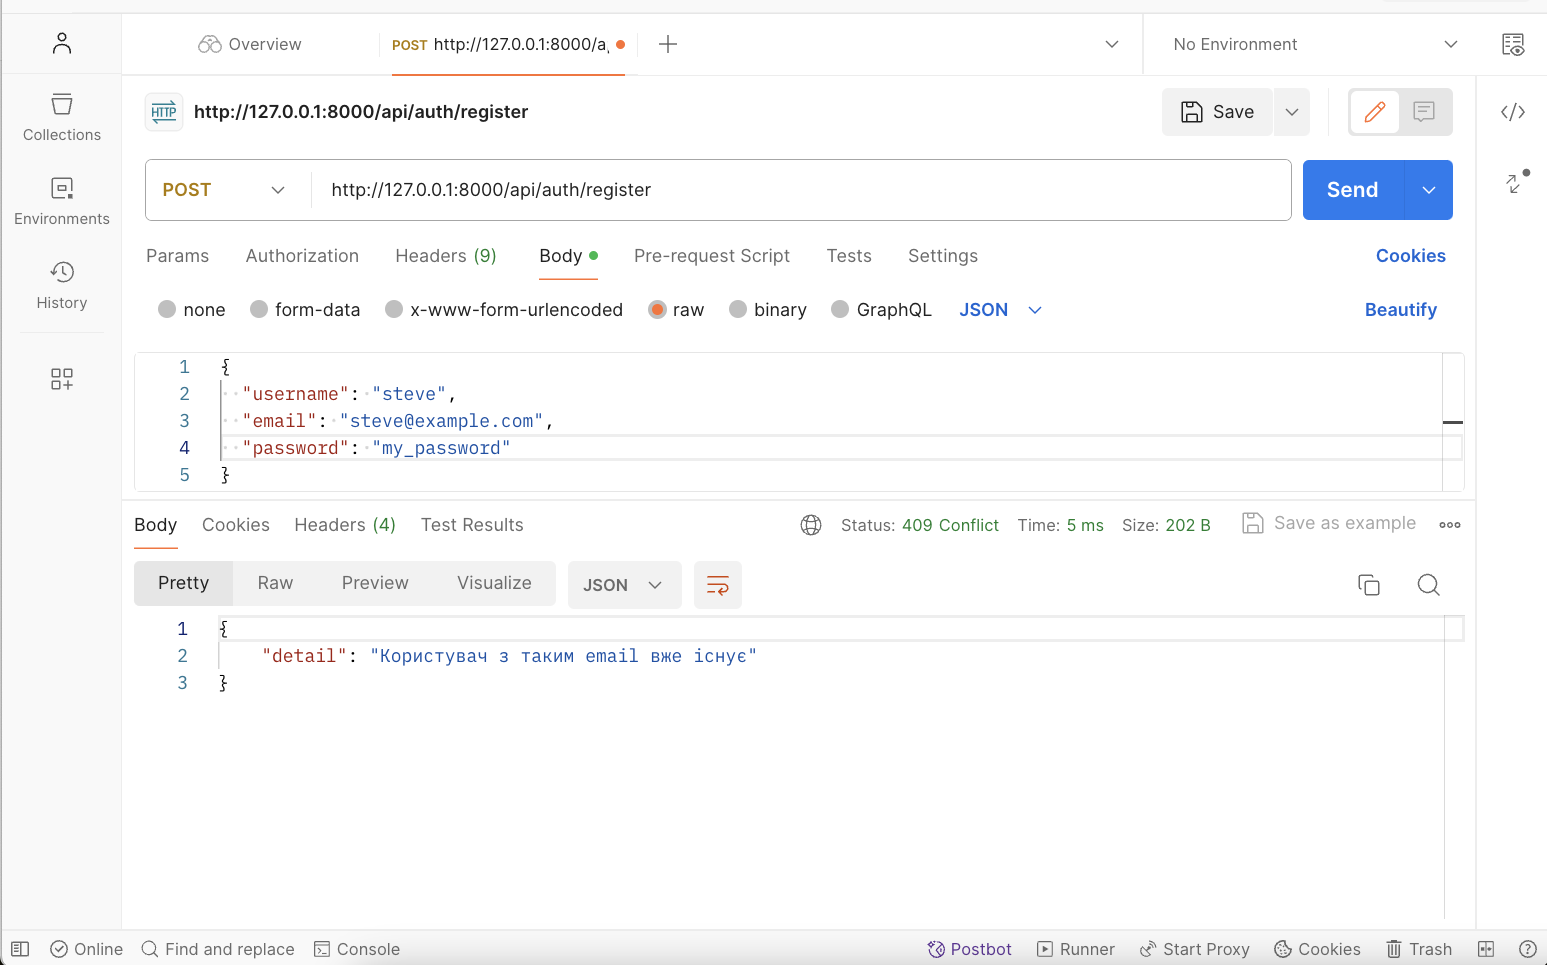 Overview
POST http://127.0.0.1:8000/a,
No Environment
Collections
Environments
History
HTTP http://127.0.0.1:8000/api/auth/register
Save
POST http://127.0.0.1:8000/api/auth/register
Send
Params Authorization Headers (9) Body Pre-request Script Tests Settings Cookies
none form-data x-www-form-urlencoded raw binary GraphQL JSON Beautify
1 {
2 "username": "steve",
3 "email": "steve@example.com",
4 "password": "my_password"
5 }
Body Cookies Headers (4) Test Results Status: 409 Conflict Time: 5 ms Size: 202 B Save as example
Pretty Raw Preview Visualize JSON
1 {
2 "detail": "Користувач з таким email вже існує"
3 }
Online Find and replace Console Postbot Runner Start Proxy Cookies Trash